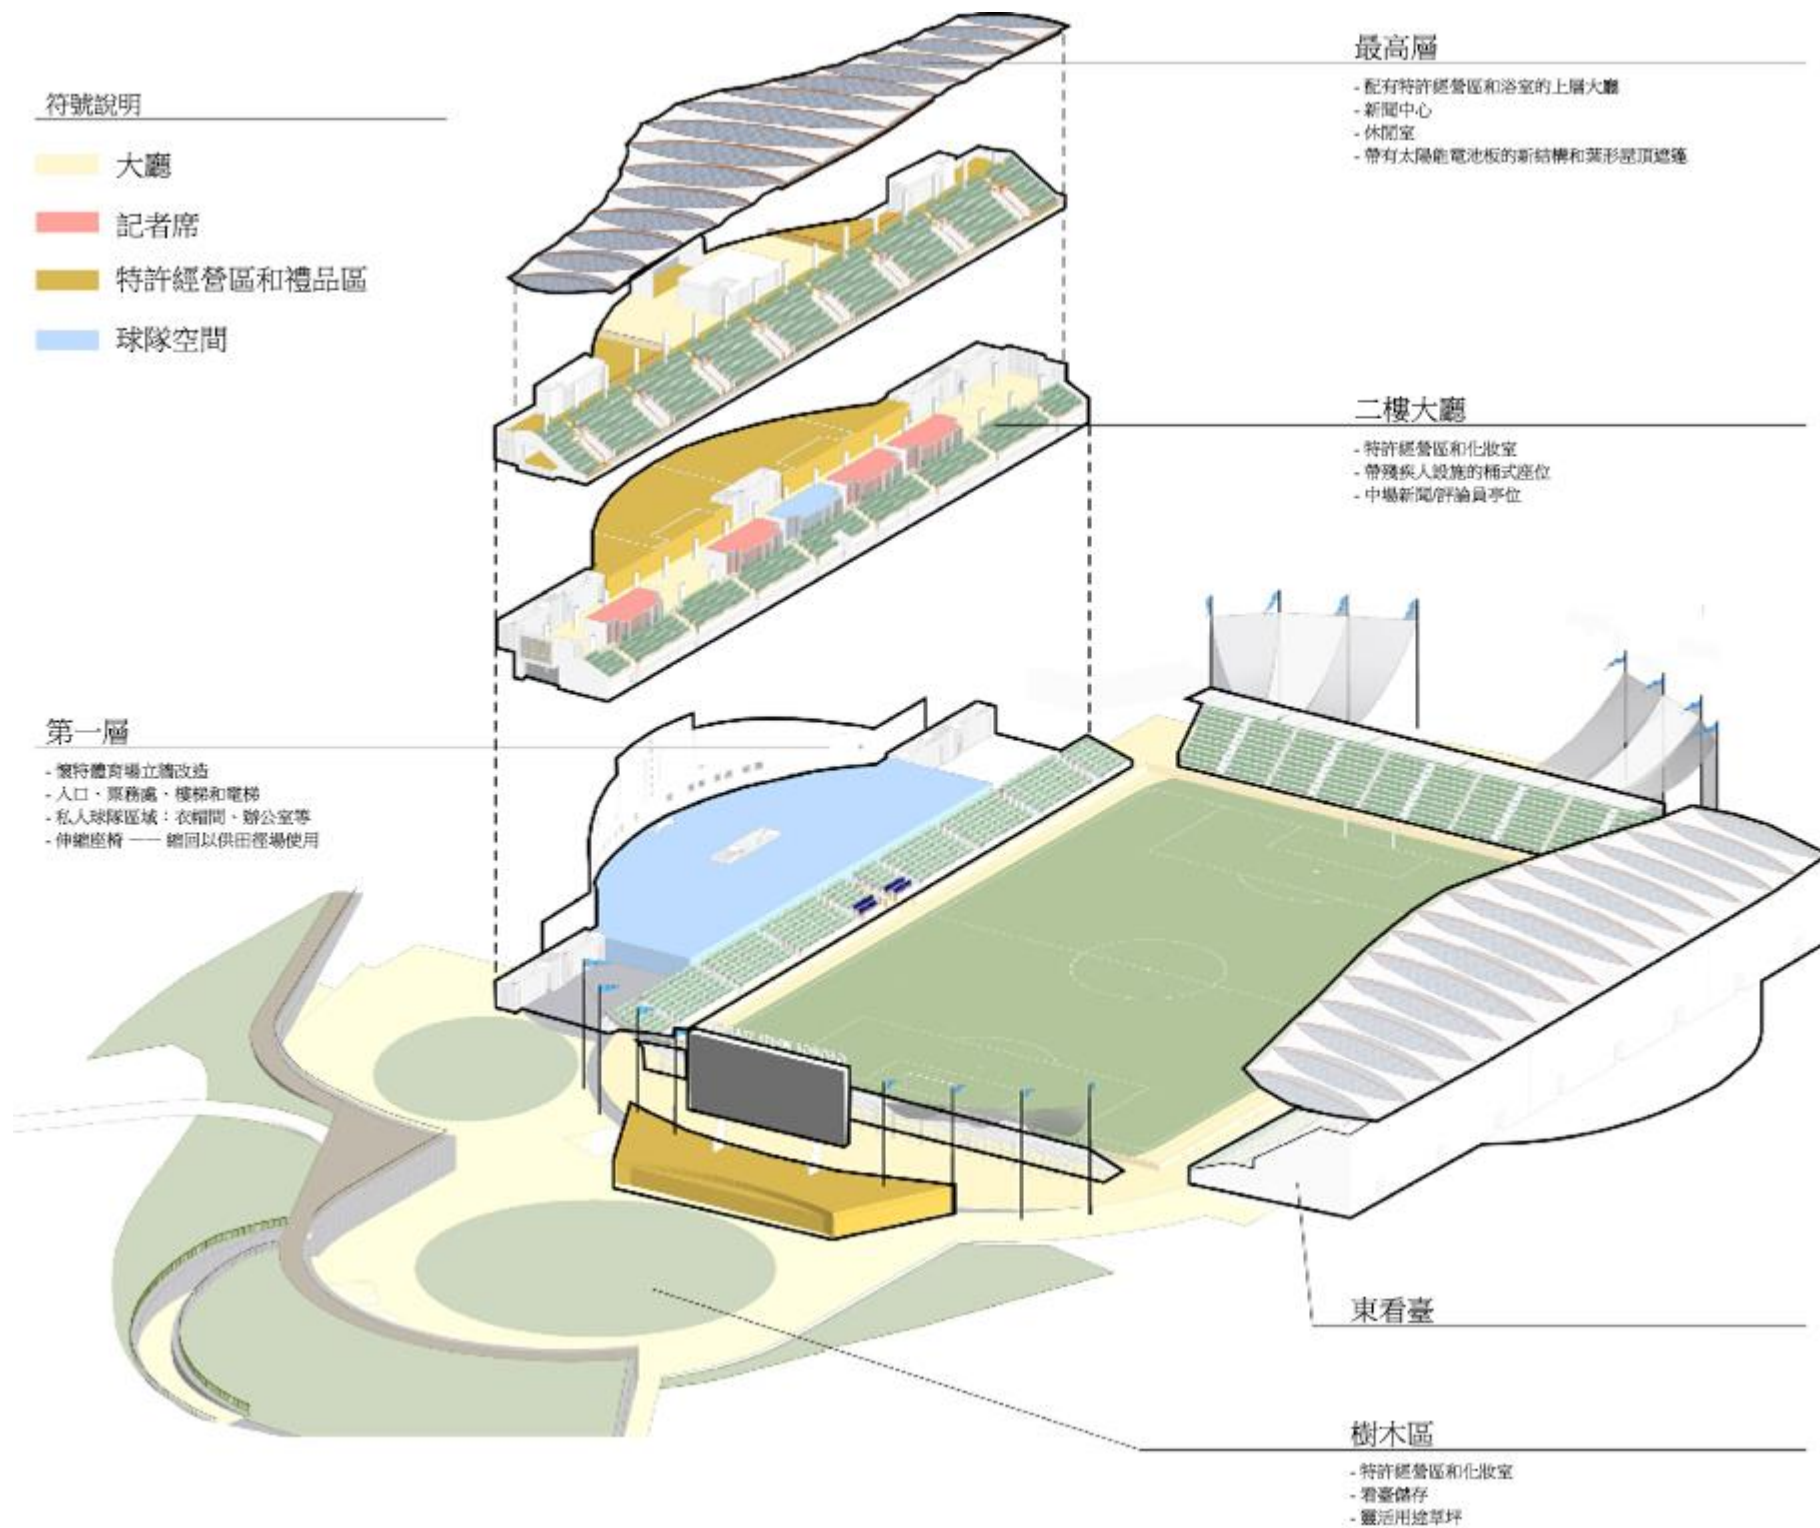 符號說明
大廳
記者席
特許經營區和禮品區
球隊空間
最高層
- 配有特許經營區和浴室的上層大廳
- 新聞中心
- 休閒室
- 帶有太陽能電池板的新結構和葉形屋頂遮篷
二樓大廳
- 特許經營區和化妝室
- 帶殘疾人設施的桶式座位
- 中場新聞/評論員亭位
第一層
- 懷特體育場立牆改造
- 入口、票務處、樓梯和電梯
- 私人球隊區域：衣帽間、辦公室等
- 伸縮座椅 —— 縮回以供田徑場使用
東看臺
樹木區
- 特許經營區和化妝室
- 看臺儲存
- 靈活用途草坪